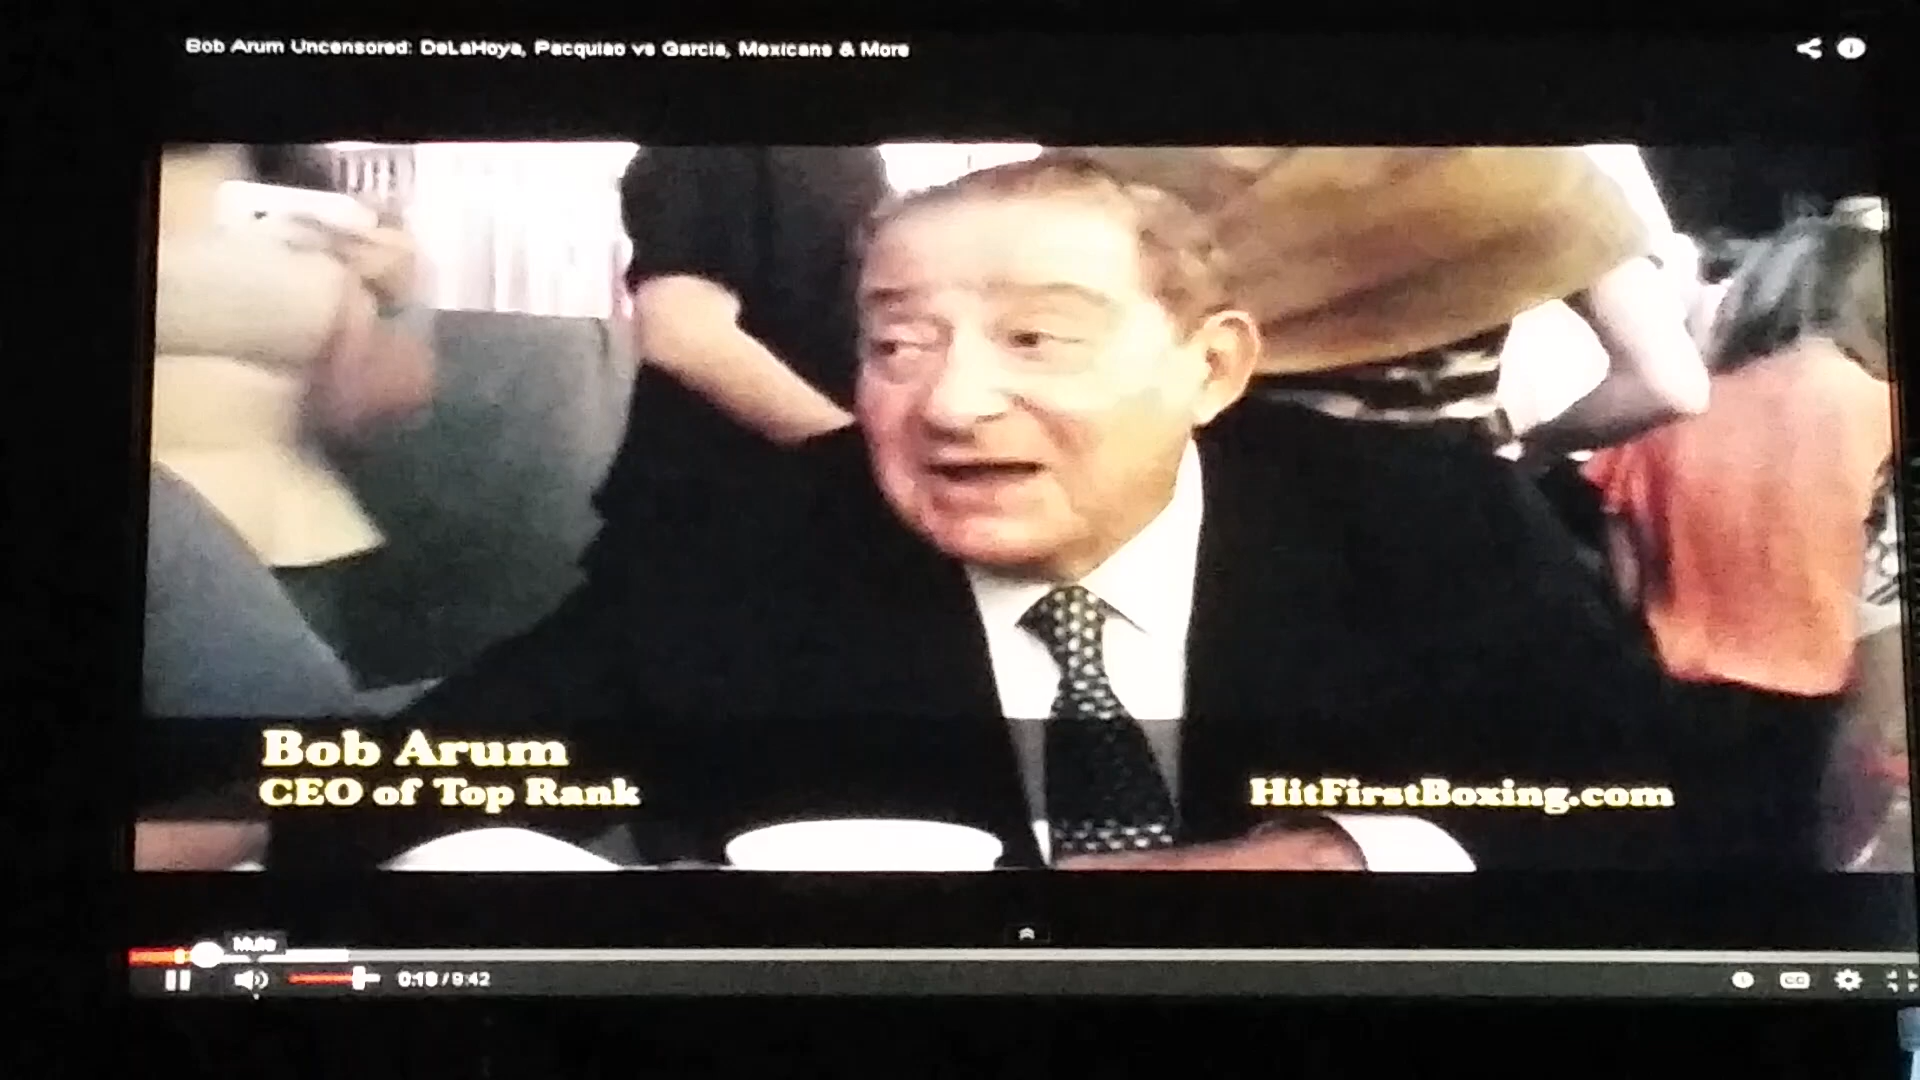 Bob Arum Uncensored: DeLaHoya, Pacquiao vs Garcia, Mexicans & More
Bob Arum
CEO of Top Rank
HitFirstBoxing.com
Mute
0:18 / 9:42
CC